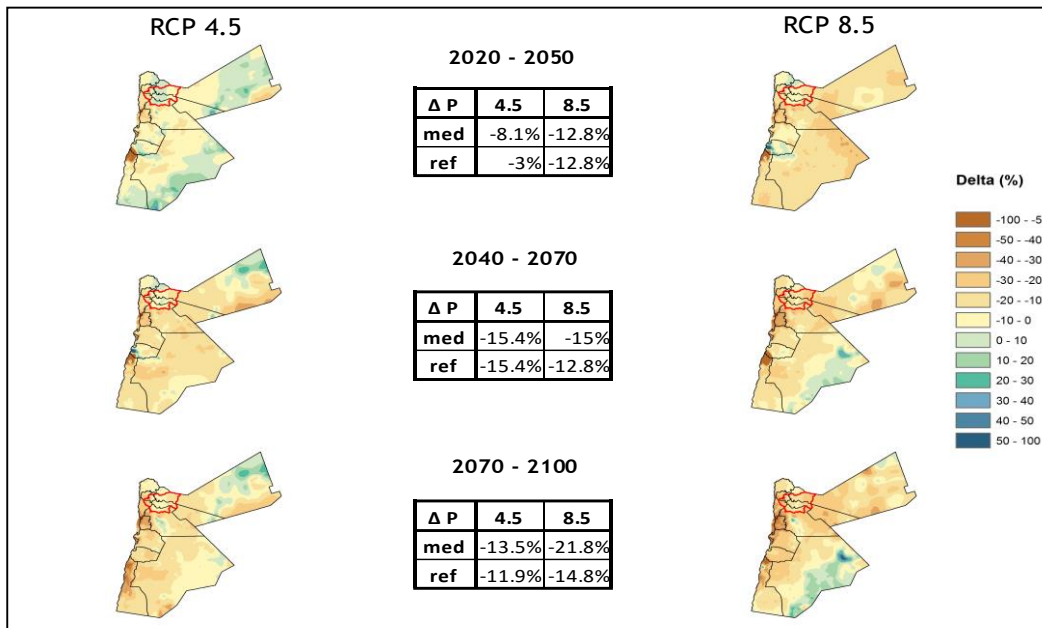 RCP 4.5
RCP 8.5
2020 - 2050
Δ P 4.5 8.5
med -8.1% -12.8%
ref -3% -12.8%
2040 - 2070
Δ P 4.5 8.5
med -15.4% -15%
ref -15.4% -12.8%
2070 - 2100
Δ P 4.5 8.5
med -13.5% -21.8%
ref -11.9% -14.8%
Delta (%)
-100 - -5
-50 - -40
-40 - -30
-30 - -20
-20 - -10
-10 - 0
0 - 10
10 - 20
20 - 30
30 - 40
40 - 50
50 - 100